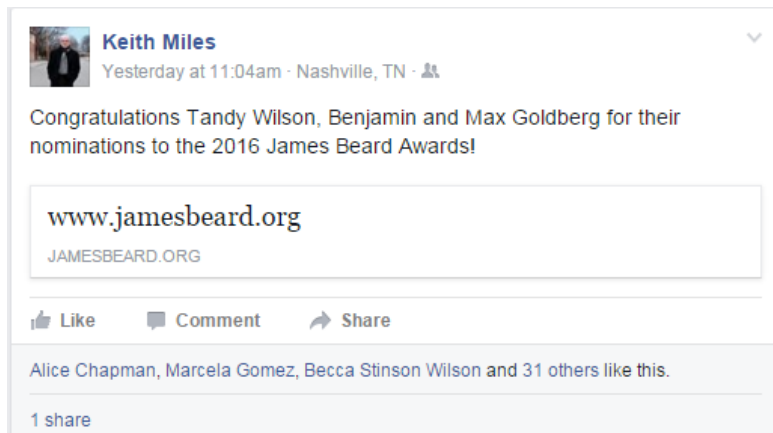 Keith Miles
Yesterday at 11:04am · Nashville, TN ·
Congratulations Tandy Wilson, Benjamin and Max Goldberg for their
nominations to the 2016 James Beard Awards!
www.jamesbeard.org
JAMESBEARD.ORG
Like Comment Share
Alice Chapman, Marcela Gomez, Becca Stinson Wilson and 31 others like this.
1 share